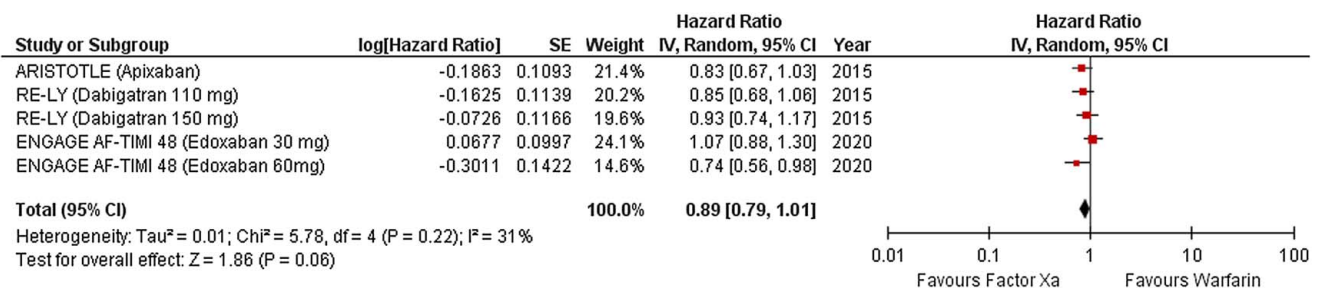 Hazard Ratio Hazard Ratio
Study or Subgroup log[Hazard Ratio] SE Weight IV, Random, 95% CI Year IV, Random, 95% CI
ARISTOTLE (Apixaban) -0.1863 0.1093 21.4% 0.83 [0.67, 1.03] 2015
RE-LY (Dabigatran 110 mg) -0.1625 0.1139 20.2% 0.85 [0.68, 1.06] 2015
RE-LY (Dabigatran 150 mg) -0.0726 0.1166 19.6% 0.93 [0.74, 1.17] 2015
ENGAGE AF-TIMI 48 (Edoxaban 30 mg) 0.0677 0.0997 24.1% 1.07 [0.88, 1.30] 2020
ENGAGE AF-TIMI 48 (Edoxaban 60mg) -0.3011 0.1422 14.6% 0.74 [0.56, 0.98] 2020
Total (95% CI) 100.0% 0.89 [0.79, 1.01]
Heterogeneity: Tau² = 0.01; Chi² = 5.78, df = 4 (P = 0.22); I² = 31%
Test for overall effect: Z = 1.86 (P = 0.06)
0.01 0.1 1 10 100
Favours Factor Xa Favours Warfarin